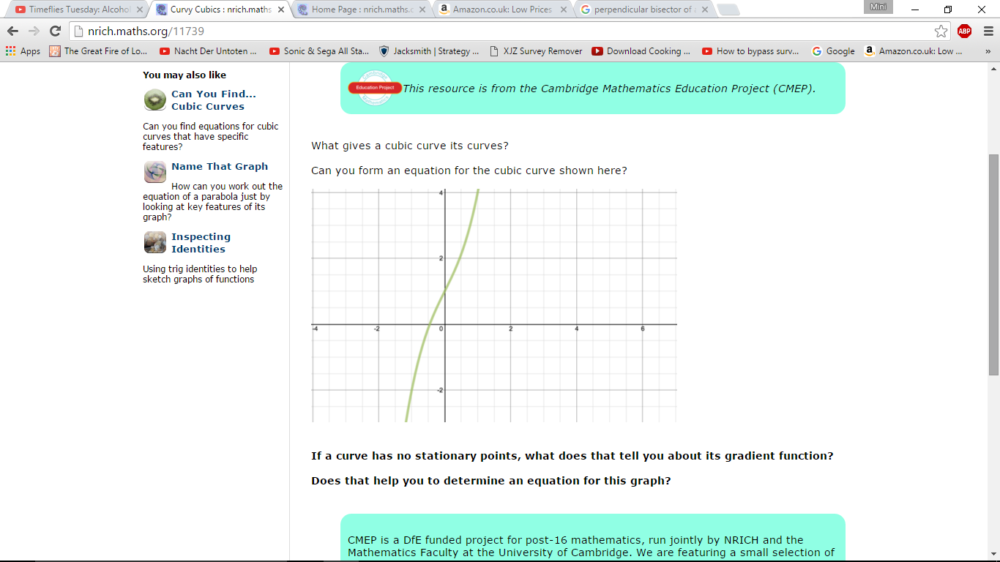 Timeflies Tuesday: Alcohol
Curvy Cubics : nrich.maths
Home Page : nrich.maths.o
Amazon.co.uk: Low Prices
perpendicular bisector of a
Mini
nrich.maths.org/11739
ABP
Apps
The Great Fire of Lo...
Nacht Der Untoten ...
Sonic & Sega All Sta...
Jacksmith | Strategy ...
XJZ Survey Remover
Download Cooking ...
How to bypass surv...
Google
Amazon.co.uk: Low ...
»
You may also like
Can You Find...
Cubic Curves
Can you find equations for cubic
curves that have specific
features?
Name That Graph
How can you work out the
equation of a parabola just by
looking at key features of its
graph?
Inspecting
Identities
Using trig identities to help
sketch graphs of functions
Cambridge
Education Project
Mathematics
This resource is from the Cambridge Mathematics Education Project (CMEP).
What gives a cubic curve its curves?
Can you form an equation for the cubic curve shown here?
4
2
-4
-2
0
2
4
6
-2
If a curve has no stationary points, what does that tell you about its gradient function?
Does that help you to determine an equation for this graph?
CMEP is a DfE funded project for post-16 mathematics, run jointly by NRICH and the
Mathematics Faculty at the University of Cambridge. We are featuring a small selection of